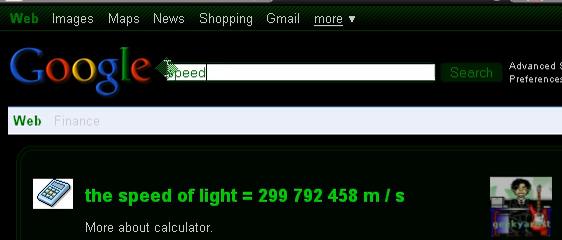 Web Images Maps News Shopping Gmail more ▼
Google
speed
Search
Advanced
Preferences
Web Finance
the speed of light = 299 792 458 m / s
More about calculator.